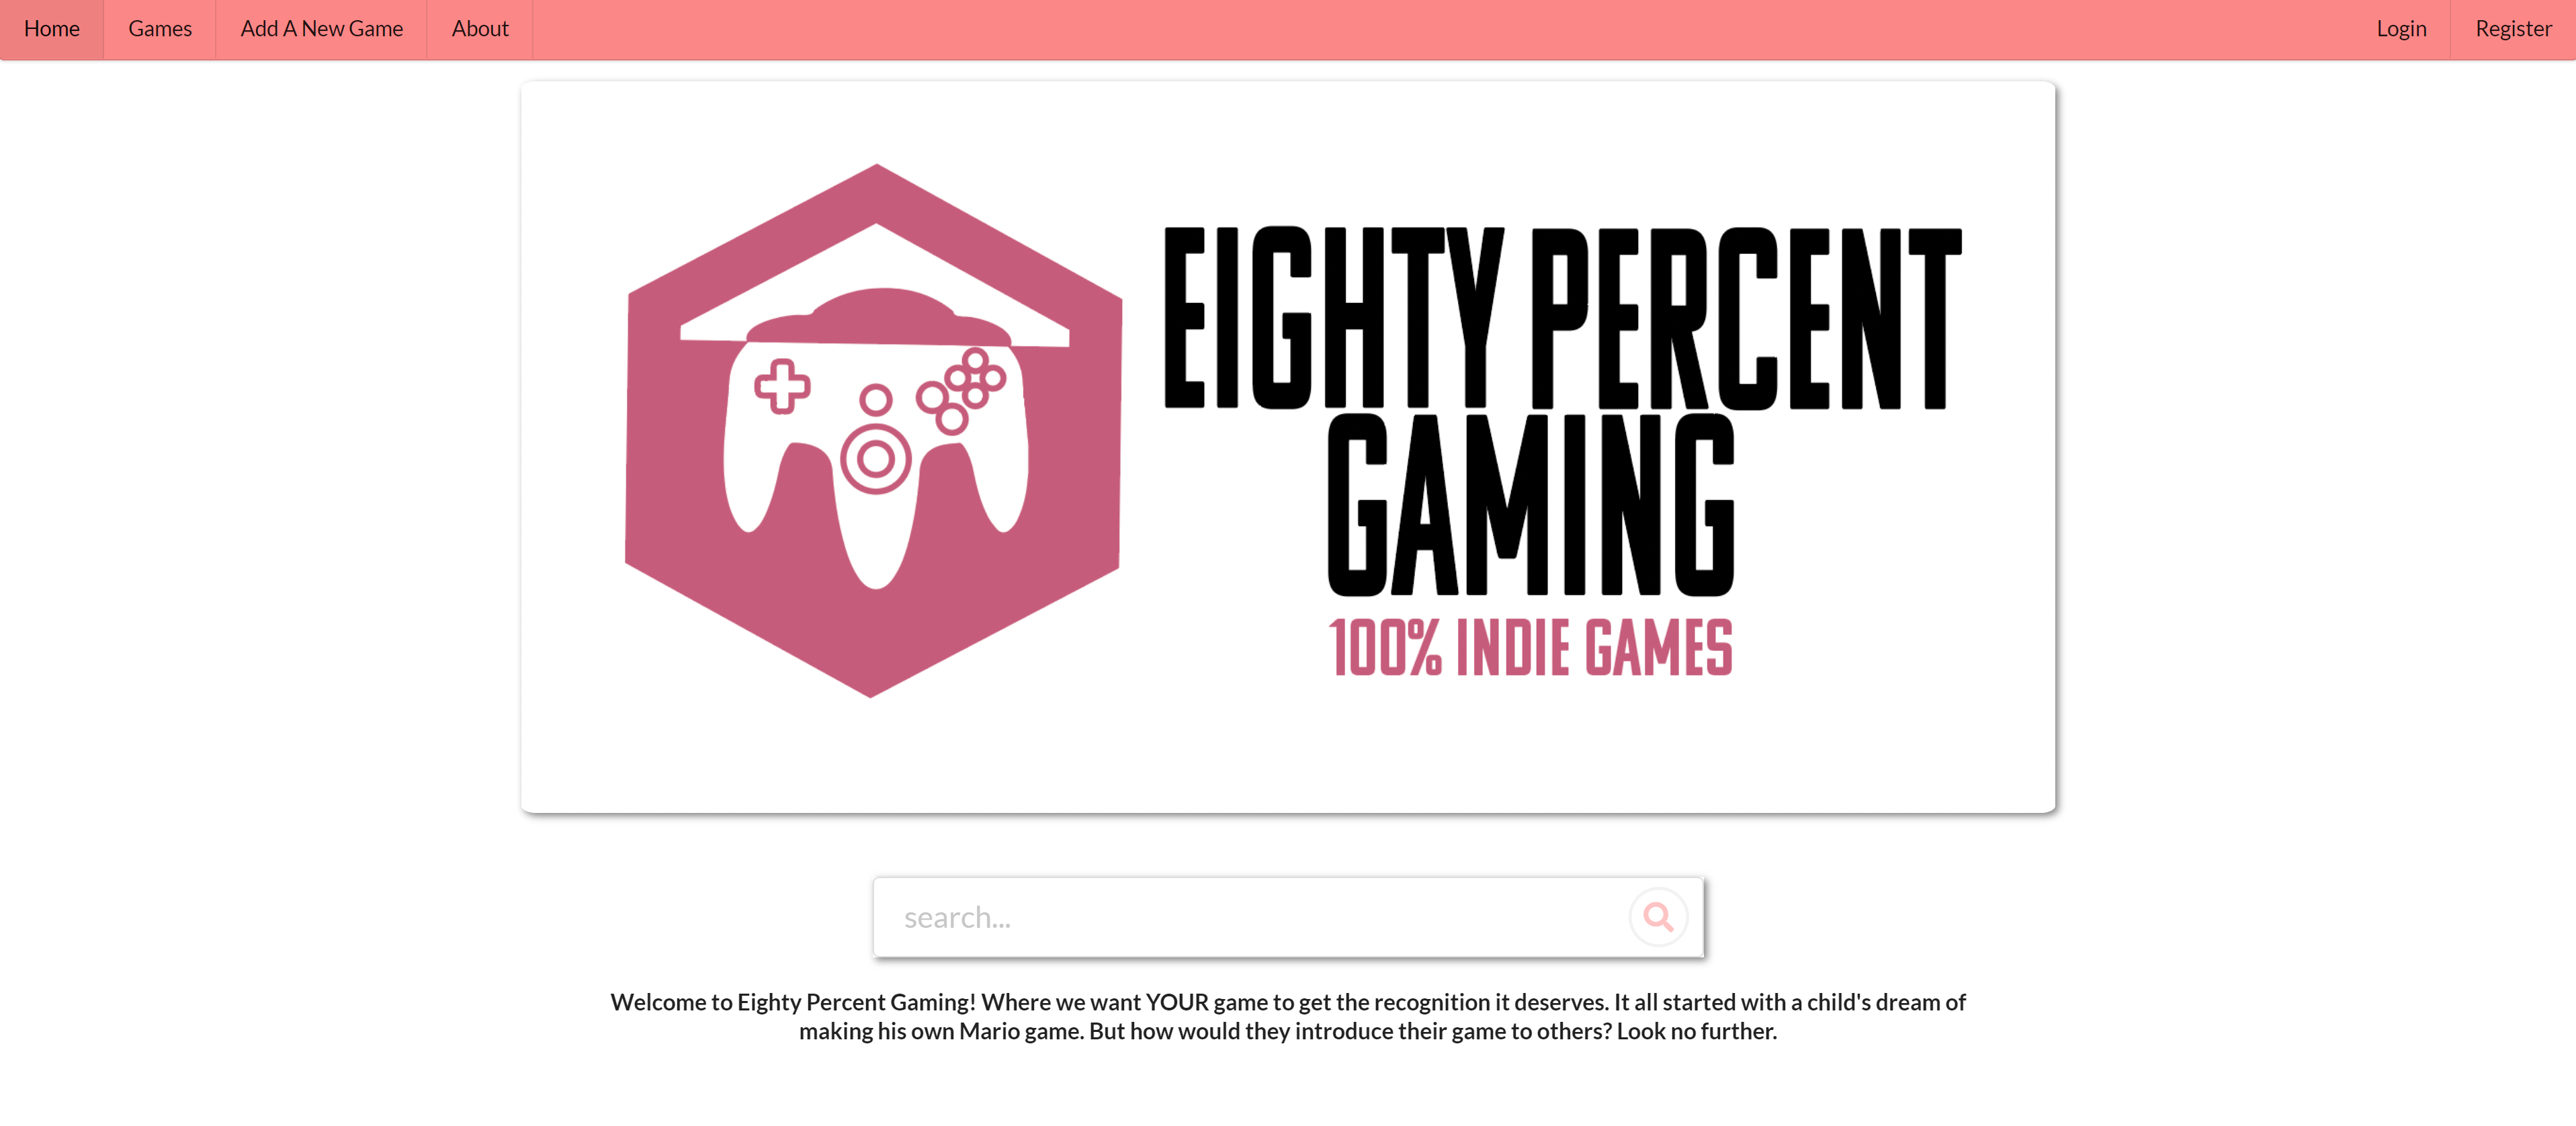 Home Games Add A New Game About Login Register
EIGHTY PERCENT
GAMING
100% INDIE GAMES
search...
Welcome to Eighty Percent Gaming! Where we want YOUR game to get the recognition it deserves. It all started with a child's dream of
making his own Mario game. But how would they introduce their game to others? Look no further.